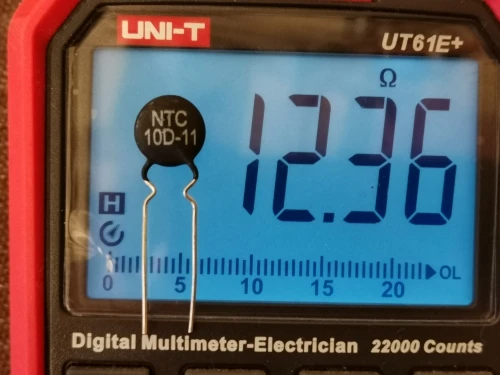 UNI-T
UT61E+
Ω
NTC
10D-11
12.36
H
0 5 10 15 20 OL
Digital Multimeter-Electrician 22000 Counts